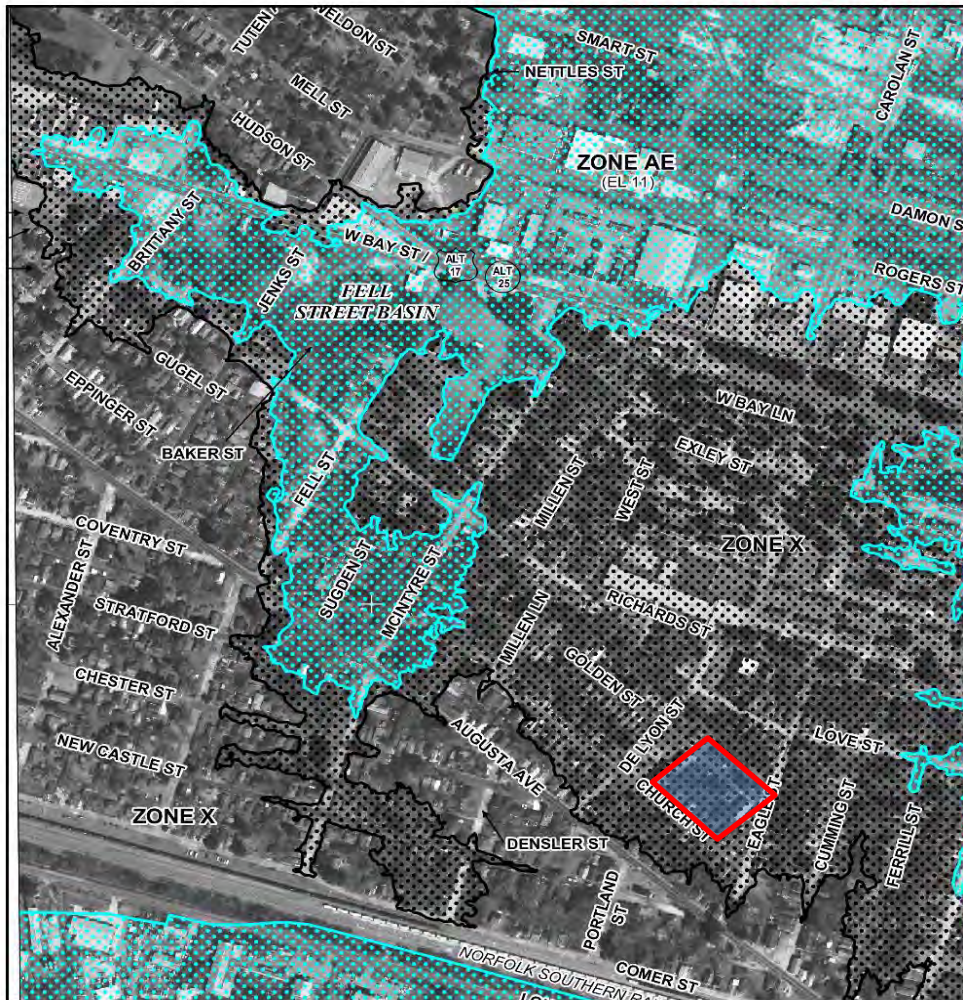 TUTEN
WELDON ST
SMART ST
CAROLAN ST
NETTLES ST
MELL ST
HUDSON ST
ZONE AE
(EL 11)
DAMON S
BRITTANY ST
W BAY ST /
ALT
17
ALT
25
ROGERS ST
JENKS ST
FELL
STREET BASIN
GUGEL ST
EPPINGER ST
W BAY LN
BAKER ST
EXLEY ST
FELL ST
MILLEN ST
WEST ST
COVENTRY ST
ZONE X
ALEXANDER ST
SUGDEN ST
MCINTYRE ST
STRATFORD ST
MILLEN LN
RICHARDS ST
CHESTER ST
GOLDEN ST
NEW CASTLE ST
AUGUSTA AVE
DE LYON ST
LOVE ST
ZONE X
CHURCH ST
EAGLE ST
CUMMING ST
FERRILL ST
DENSLER ST
PORTLAND
ST
NORFOLK SOUTHERN RA
COMER ST